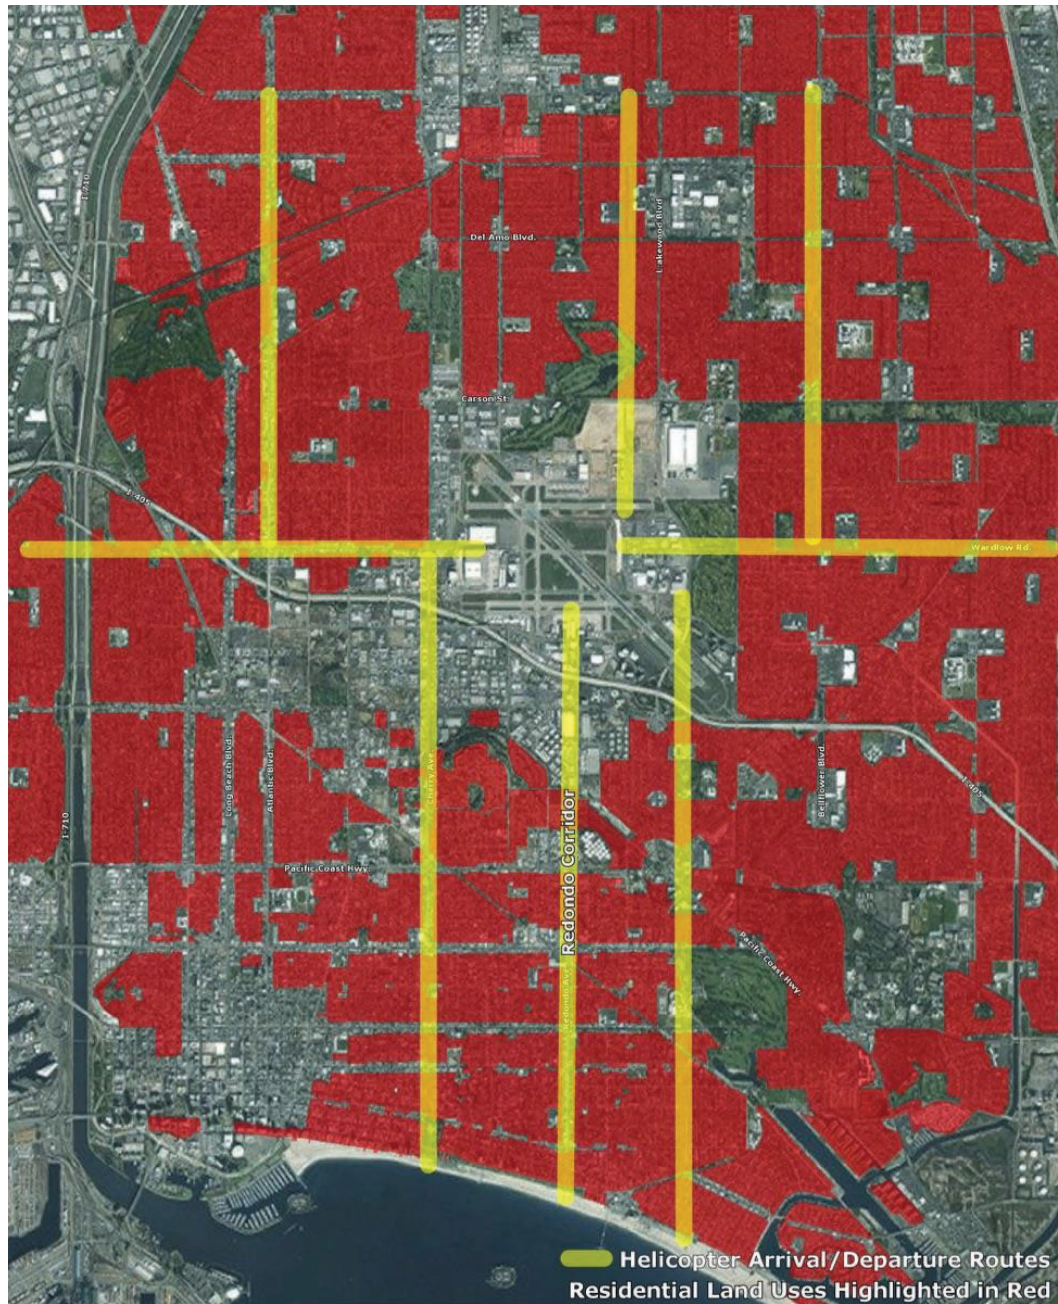 I-710
Del Amo Blvd.
Lakewood Blvd
Carson St.
I-405
Wardlow Rd.
Long Beach Blvd.
Atlantic Blvd.
Cherry Ave.
Redondo Corridor
Bellflower Blvd.
I-405
I-710
Pacific Coast Hwy.
Pacific Coast Hwy.
Redondo Ave.
Helicopter Arrival/Departure Routes
Residential Land Uses Highlighted in Red